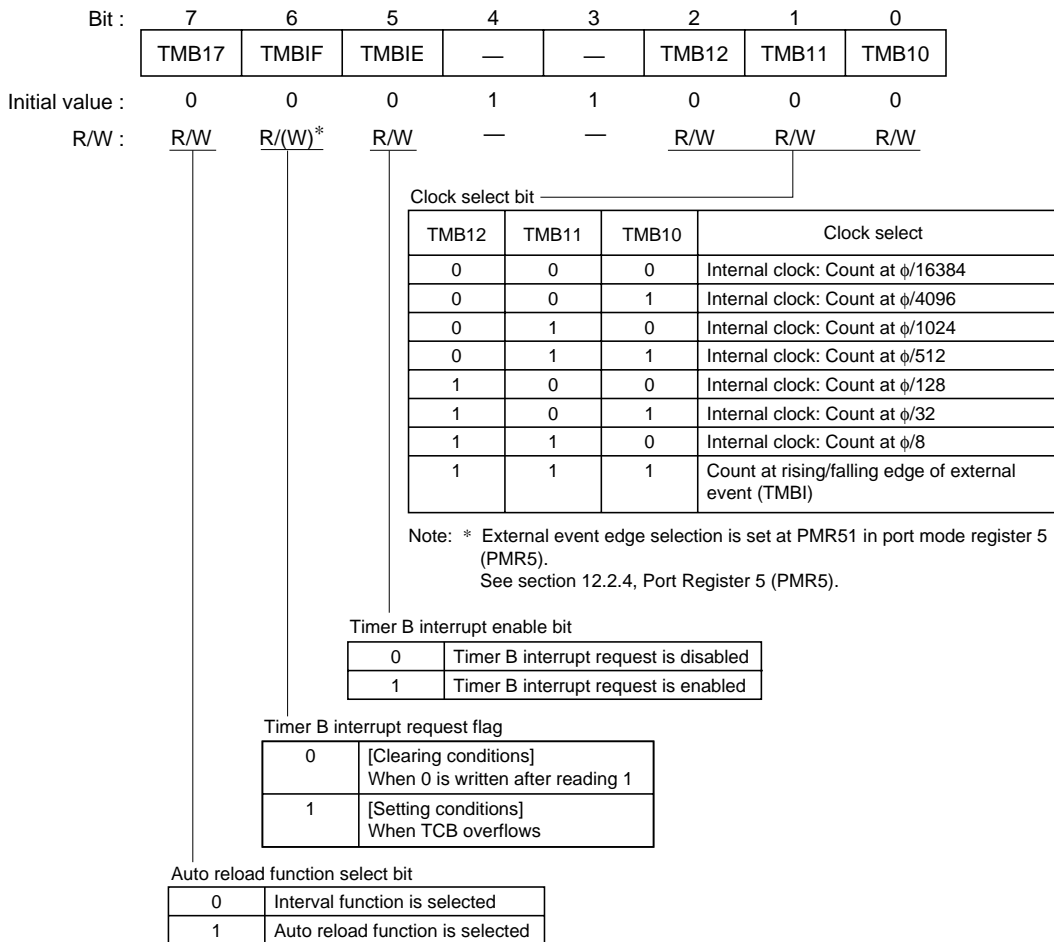 Bit : 7 6 5 4 3 2 1 0
TMB17 TMBIF TMBIE — — TMB12 TMB11 TMB10
Initial value : 0 0 0 1 1 0 0 0
R/W : R/W R/(W)* R/W — — R/W R/W R/W
Clock select bit
TMB12 TMB11 TMB10 Clock select
0 0 0 Internal clock: Count at ϕ/16384
0 0 1 Internal clock: Count at ϕ/4096
0 1 0 Internal clock: Count at ϕ/1024
0 1 1 Internal clock: Count at ϕ/512
1 0 0 Internal clock: Count at ϕ/128
1 0 1 Internal clock: Count at ϕ/32
1 1 0 Internal clock: Count at ϕ/8
1 1 1 Count at rising/falling edge of external
event (TMBI)
Note: * External event edge selection is set at PMR51 in port mode register 5
(PMR5).
See section 12.2.4, Port Register 5 (PMR5).
Timer B interrupt enable bit
0 Timer B interrupt request is disabled
1 Timer B interrupt request is enabled
Timer B interrupt request flag
0 [Clearing conditions]
When 0 is written after reading 1
1 [Setting conditions]
When TCB overflows
Auto reload function select bit
0 Interval function is selected
1 Auto reload function is selected